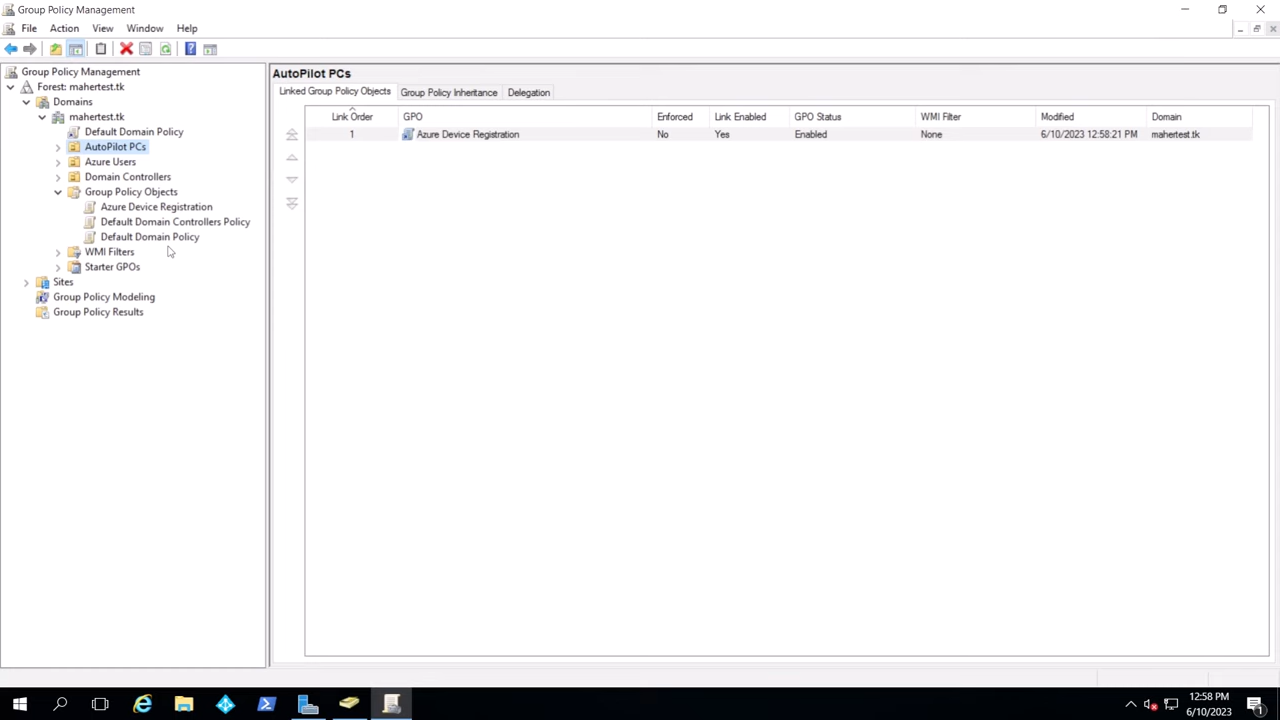 Group Policy Management
File Action View Window Help
Group Policy Management
Forest: mahertest.tk
Domains
mahertest.tk
Default Domain Policy
AutoPilot PCs
Azure Users
Domain Controllers
Group Policy Objects
Azure Device Registration
Default Domain Controllers Policy
Default Domain Policy
WMI Filters
Starter GPOs
Sites
Group Policy Modeling
Group Policy Results
AutoPilot PCs
Linked Group Policy Objects Group Policy Inheritance Delegation
Link Order GPO Enforced Link Enabled GPO Status WMI Filter Modified Domain
1 Azure Device Registration No Yes Enabled None 6/10/2023 12:58:21 PM mahertest.tk
12:58 PM
6/10/2023
1